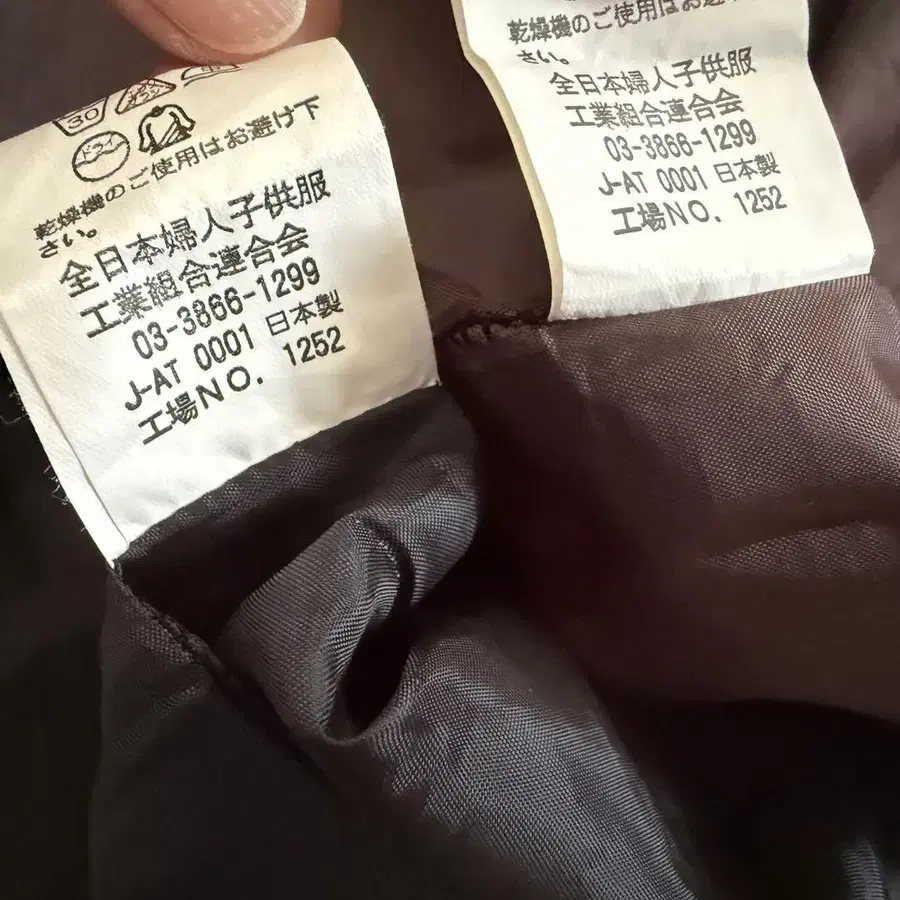 30
ドライ
乾燥機のご使用はお避け下
さい。
全日本婦人子供服
工業組合連合会
03-3866-1299
J-AT 0001 日本製
工場NO. 1252
乾燥機のご使用はお避け
さい。
全日本婦人子供服
工業組合連合会
03-3866-1299
J-AT 0001 日本製
工場NO. 1252